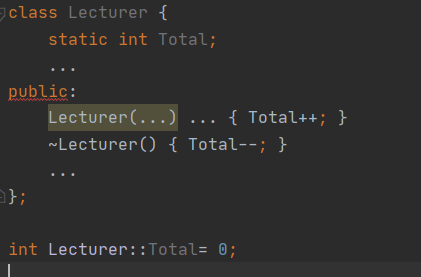 class Lecturer {
    static int Total;
    ...
public:
    Lecturer(...) ... { Total++; }
    ~Lecturer() { Total--; }
    ...
};

int Lecturer::Total= 0;